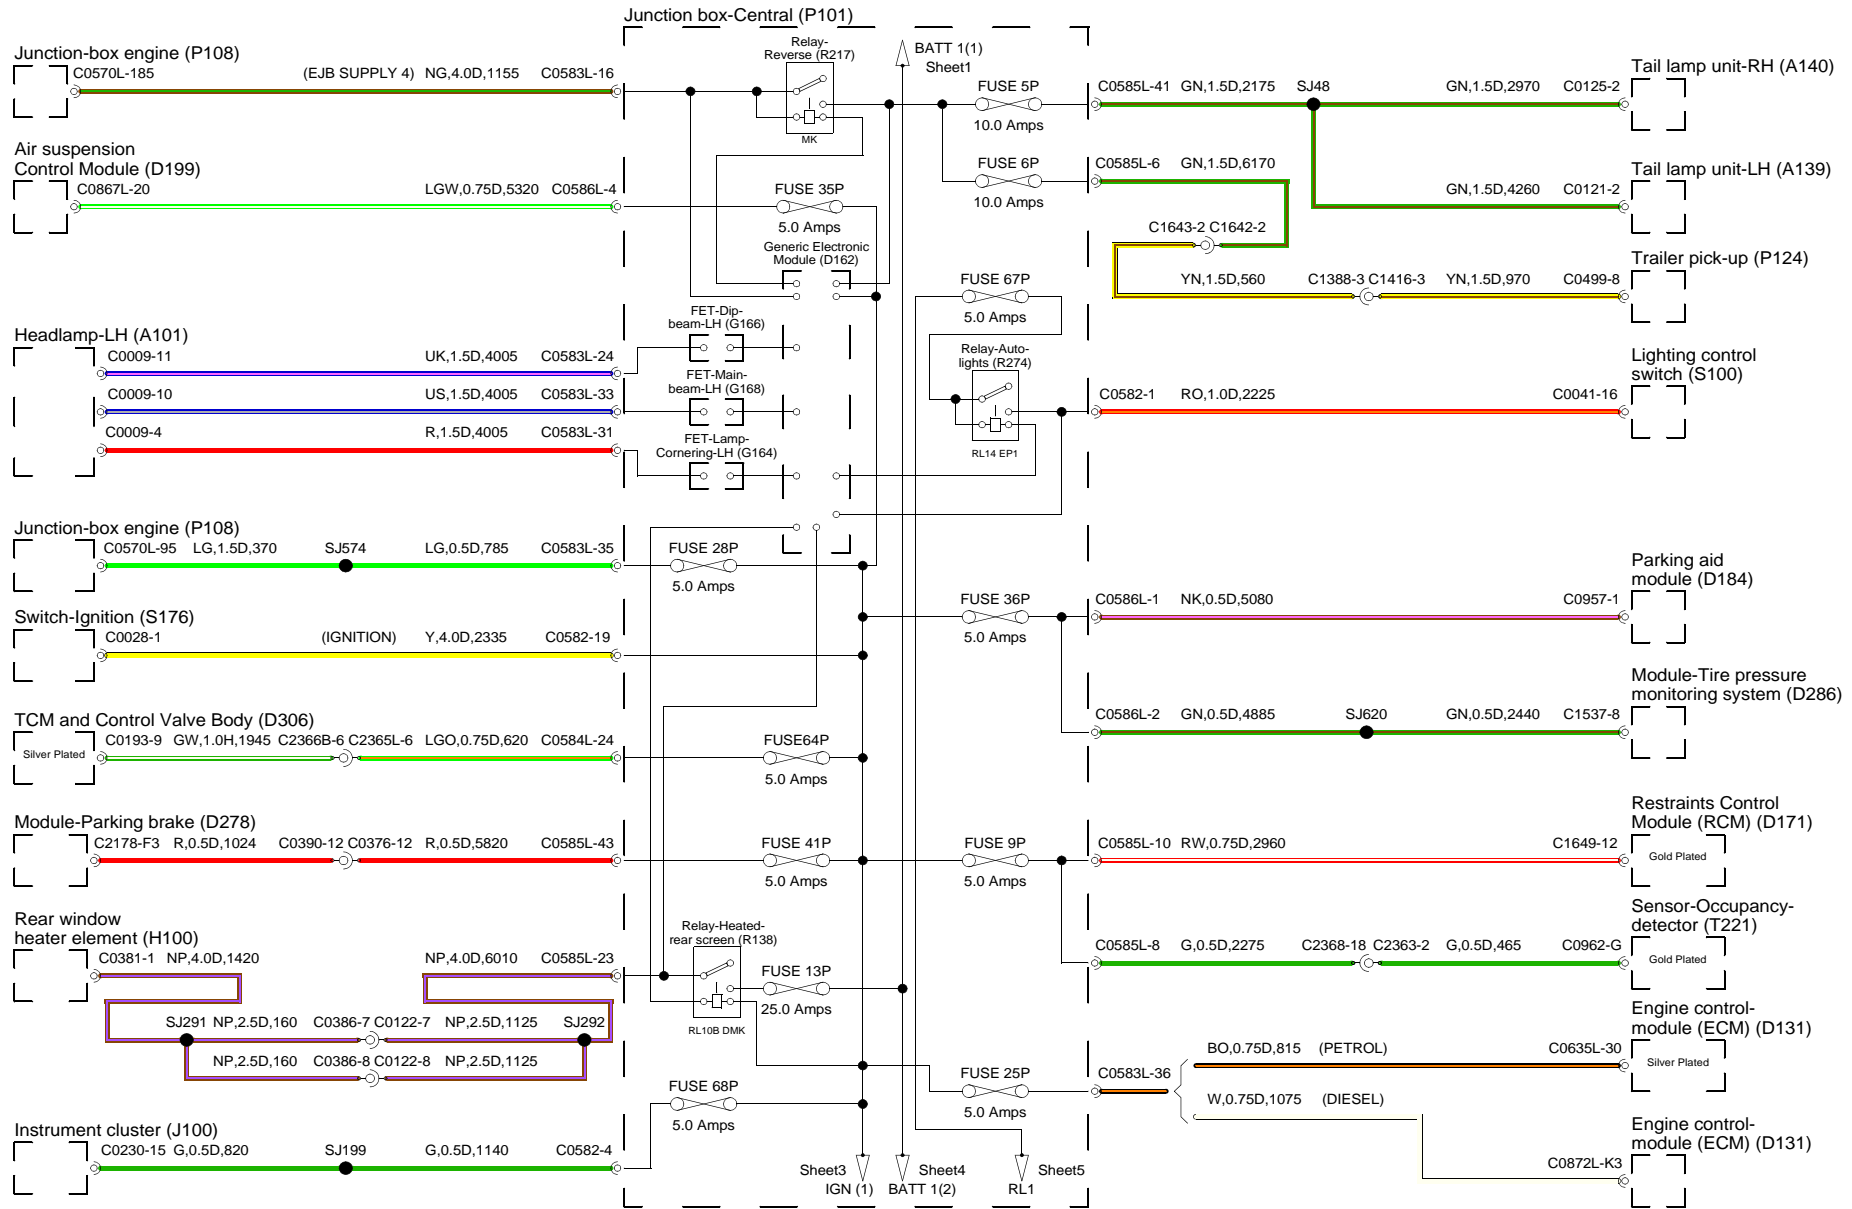 Junction box-Central (P101)
Junction-box engine (P108)
C0570L-185
(EJB SUPPLY 4)
NG,4.0D,1155
C0583L-16
Air suspension
Control Module (D199)
C0867L-20
LGW,0.75D,5320
C0586L-4
Headlamp-LH (A101)
C0009-11
UK,1.5D,4005
C0583L-24
C0009-10
US,1.5D,4005
C0583L-33
C0009-4
R,1.5D,4005
C0583L-31
Junction-box engine (P108)
C0570L-95
LG,1.5D,370
SJ574
LG,0.5D,785
C0583L-35
Switch-Ignition (S176)
C0028-1
(IGNITION)
Y,4.0D,2335
C0582-19
TCM and Control Valve Body (D306)
Silver Plated
C0193-9
GW,1.0H,1945
C2366B-6
C2365L-6
LGO,0.75D,620
C0584L-24
Module-Parking brake (D278)
C2178-F3
R,0.5D,1024
C0390-12
C0376-12
R,0.5D,5820
C0585L-43
Rear window
heater element (H100)
C0381-1
NP,4.0D,1420
NP,4.0D,6010
C0585L-23
SJ291
NP,2.5D,160
C0386-7
C0122-7
NP,2.5D,1125
SJ292
NP,2.5D,160
C0386-8
C0122-8
NP,2.5D,1125
Instrument cluster (J100)
C0230-15
G,0.5D,820
SJ199
G,0.5D,1140
C0582-4
Relay-
Reverse (R217)
MK
BATT 1(1)
Sheet1
FUSE 5P
10.0 Amps
FUSE 6P
10.0 Amps
FUSE 35P
5.0 Amps
Generic Electronic
Module (D162)
FUSE 67P
5.0 Amps
FET-Dip-
beam-LH (G166)
FET-Main-
beam-LH (G168)
FET-Lamp-
Cornering-LH (G164)
Relay-Auto-
lights (R274)
RL14 EP1
FUSE 28P
5.0 Amps
FUSE 36P
5.0 Amps
FUSE64P
5.0 Amps
FUSE 41P
5.0 Amps
FUSE 9P
5.0 Amps
Relay-Heated-
rear screen (R138)
RL10B DMK
FUSE 13P
25.0 Amps
FUSE 25P
5.0 Amps
FUSE 68P
5.0 Amps
Sheet3
IGN (1)
Sheet4
BATT 1(2)
Sheet5
RL1
C0585L-41
GN,1.5D,2175
SJ48
GN,1.5D,2970
C0125-2
Tail lamp unit-RH (A140)
C0585L-6
GN,1.5D,6170
GN,1.5D,4260
C0121-2
Tail lamp unit-LH (A139)
C1643-2
C1642-2
YN,1.5D,560
C1388-3
C1416-3
YN,1.5D,970
C0499-8
Trailer pick-up (P124)
C0582-1
RO,1.0D,2225
C0041-16
Lighting control
switch (S100)
C0586L-1
NK,0.5D,5080
C0957-1
Parking aid
module (D184)
C0586L-2
GN,0.5D,4885
SJ620
GN,0.5D,2440
C1537-8
Module-Tire pressure
monitoring system (D286)
C0585L-10
RW,0.75D,2960
C1649-12
Restraints Control
Module (RCM) (D171)
Gold Plated
C0585L-8
G,0.5D,2275
C2368-18
C2363-2
G,0.5D,465
C0962-G
Sensor-Occupancy-
detector (T221)
Gold Plated
C0583L-36
BO,0.75D,815
(PETROL)
C0635L-30
Engine control-
module (ECM) (D131)
Silver Plated
W,0.75D,1075
(DIESEL)
C0872L-K3
Engine control-
module (ECM) (D131)